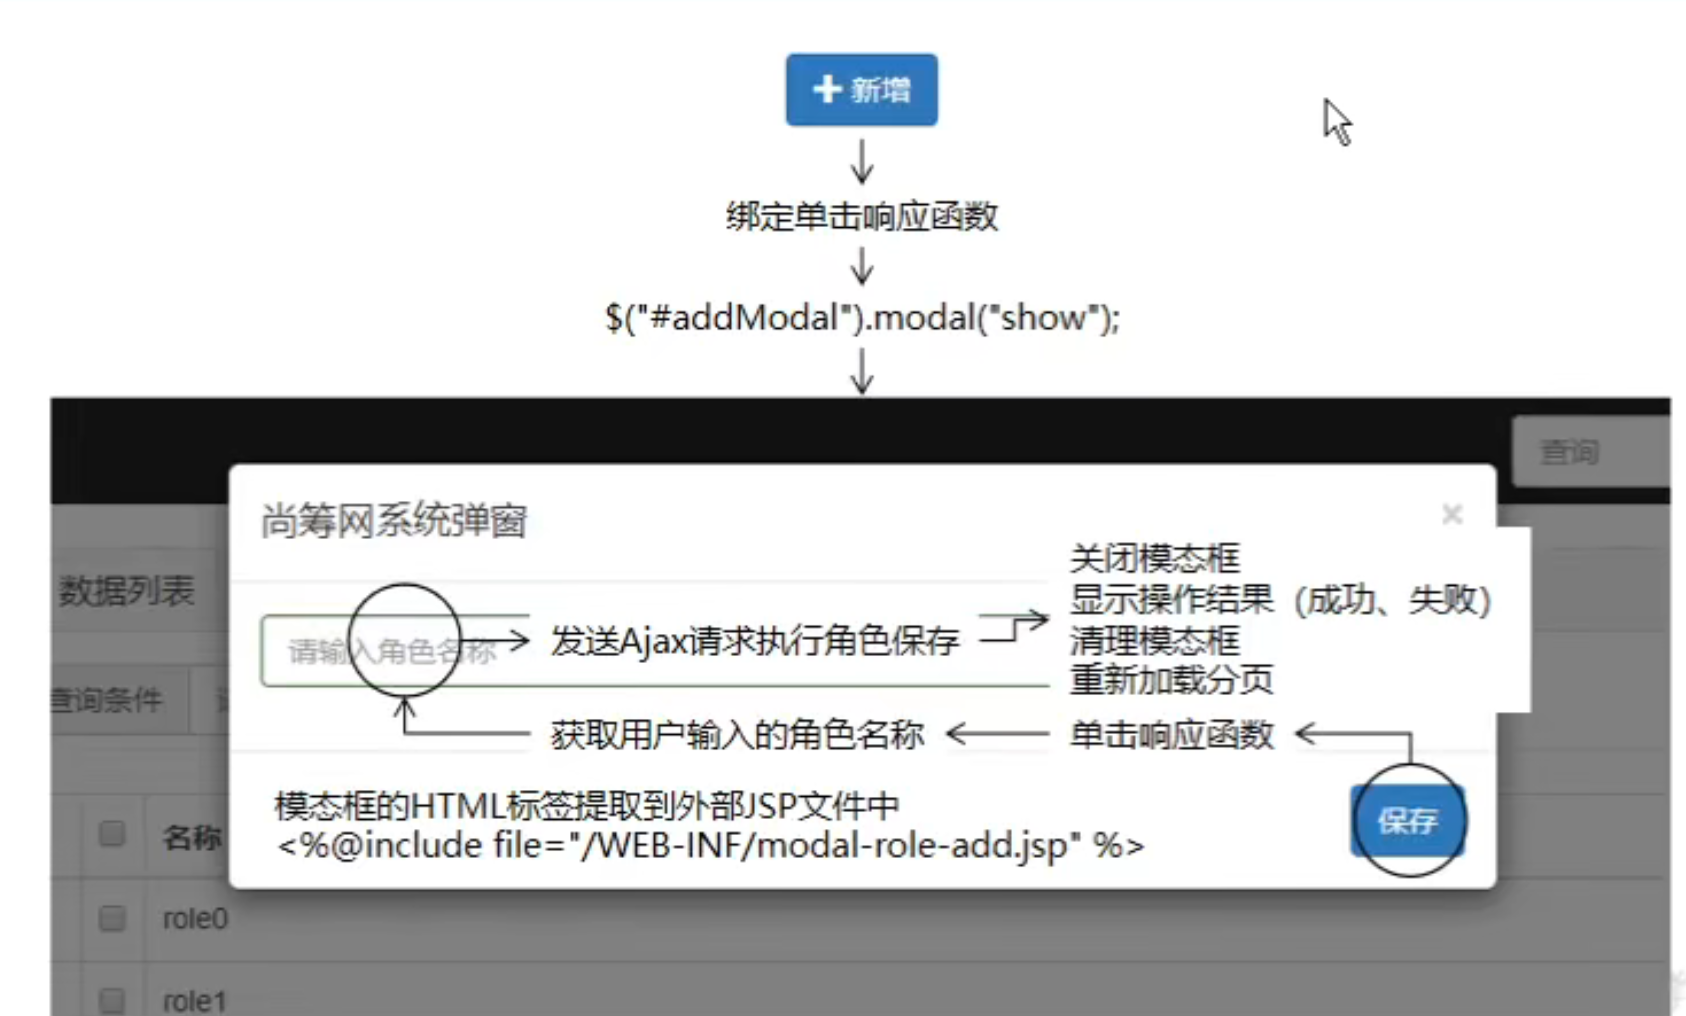 新增
绑定单击响应函数
$("#addModal").modal("show");
查询
尚筹网系统弹窗
×
数据列表
关闭模态框
显示操作结果（成功、失败）
清理模态框
重新加载分页
请输入角色名称
发送Ajax请求执行角色保存
查询条件
获取用户输入的角色名称
单击响应函数
模态框的HTML标签提取到外部JSP文件中
<%@include file="/WEB-INF/modal-role-add.jsp" %>
保存
名称
role0
role1